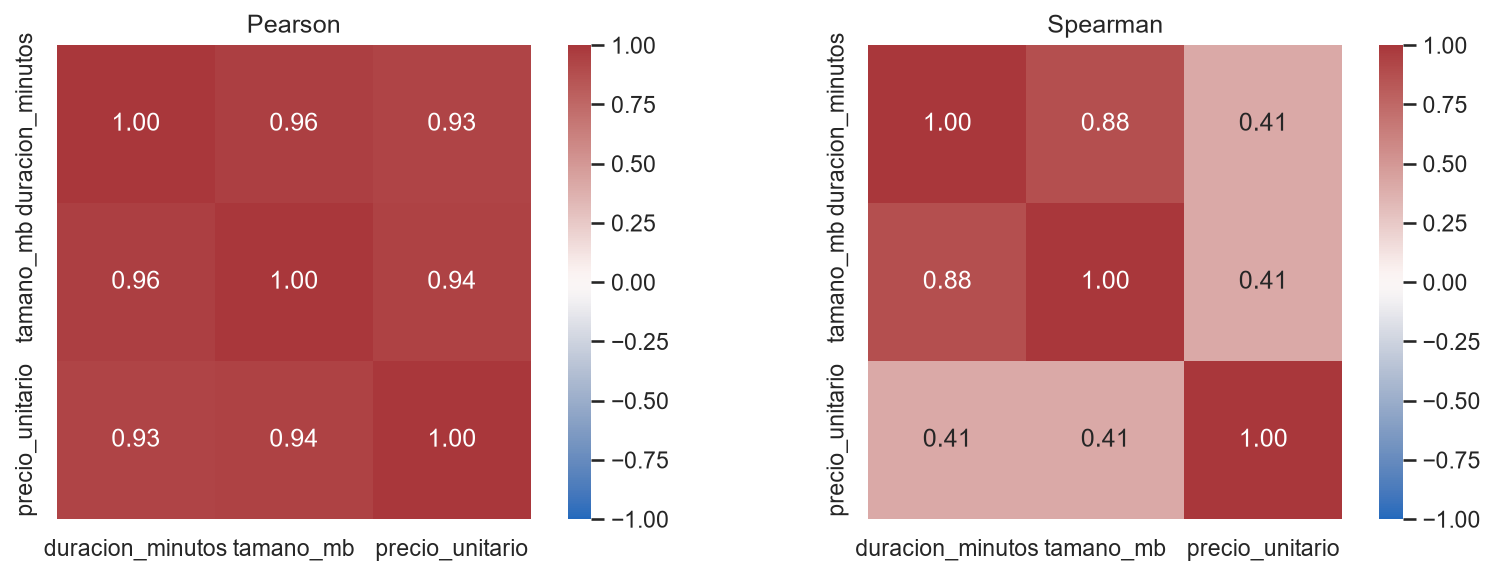 Pearson
duracion_minutos
tamano_mb
precio_unitario
1.00 0.96 0.93
0.96 1.00 0.94
0.93 0.94 1.00
duracion_minutos tamano_mb precio_unitario
1.00
0.75
0.50
0.25
0.00
−0.25
−0.50
−0.75
−1.00
Spearman
duracion_minutos
tamano_mb
precio_unitario
1.00 0.88 0.41
0.88 1.00 0.41
0.41 0.41 1.00
duracion_minutos tamano_mb precio_unitario
1.00
0.75
0.50
0.25
0.00
−0.25
−0.50
−0.75
−1.00